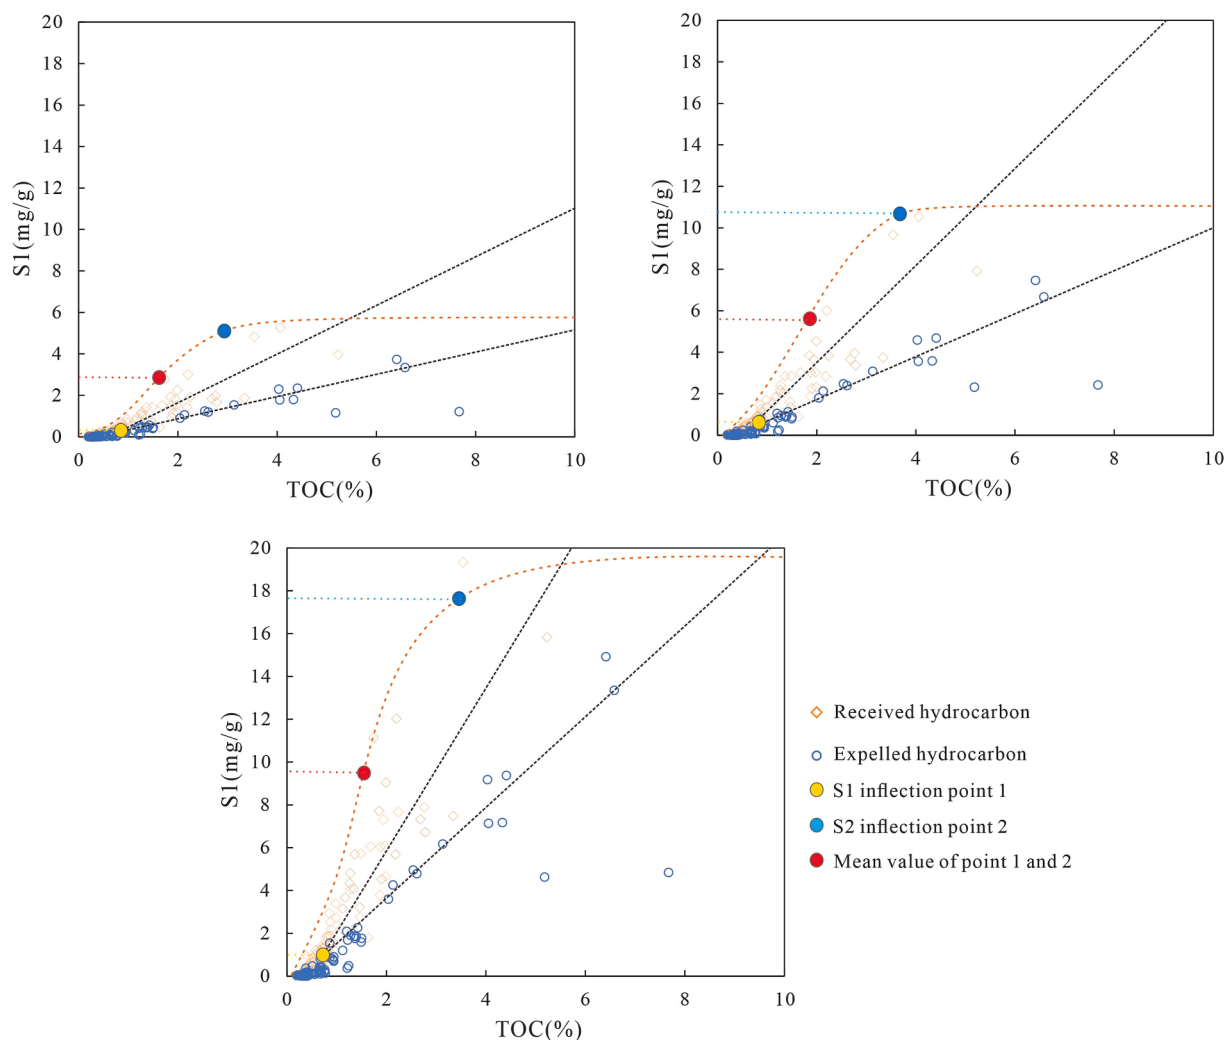 20
18
16
14
12
10
8
6
4
2
0
S1(mg/g)
0 2 4 6 8 10
TOC(%)
20
18
16
14
12
10
8
6
4
2
0
S1(mg/g)
0 2 4 6 8 10
TOC(%)
20
18
16
14
12
10
8
6
4
2
0
S1(mg/g)
0 2 4 6 8 10
TOC(%)
Received hydrocarbon
Expelled hydrocarbon
S1 inflection point 1
S2 inflection point 2
Mean value of point 1 and 2